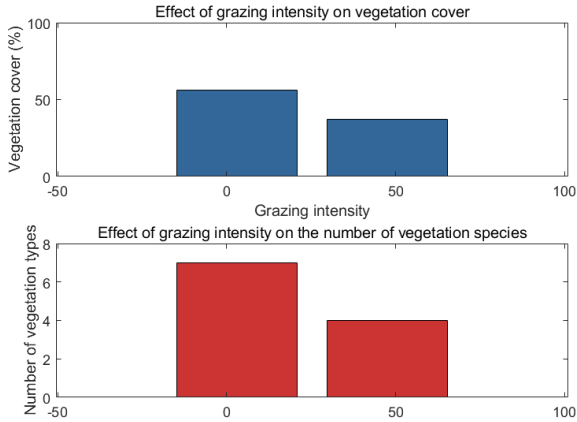 Effect of grazing intensity on vegetation cover
Vegetation cover (%)
100
50
0
-50 0 50 100
Grazing intensity
Effect of grazing intensity on the number of vegetation species
Number of vegetation types
8
6
4
2
0
-50 0 50 100